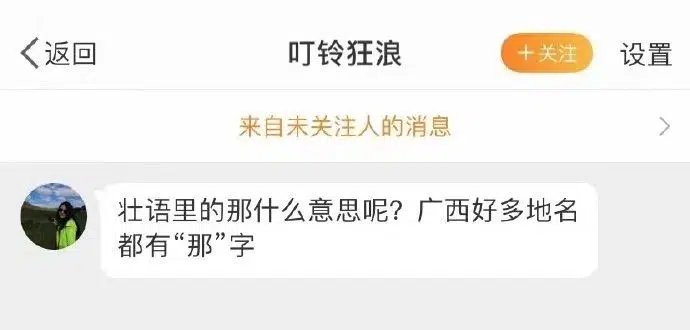 返回
叮铃狂浪
+关注
设置
来自未关注人的消息
壮语里的那什么意思呢？广西好多地名
都有“那”字